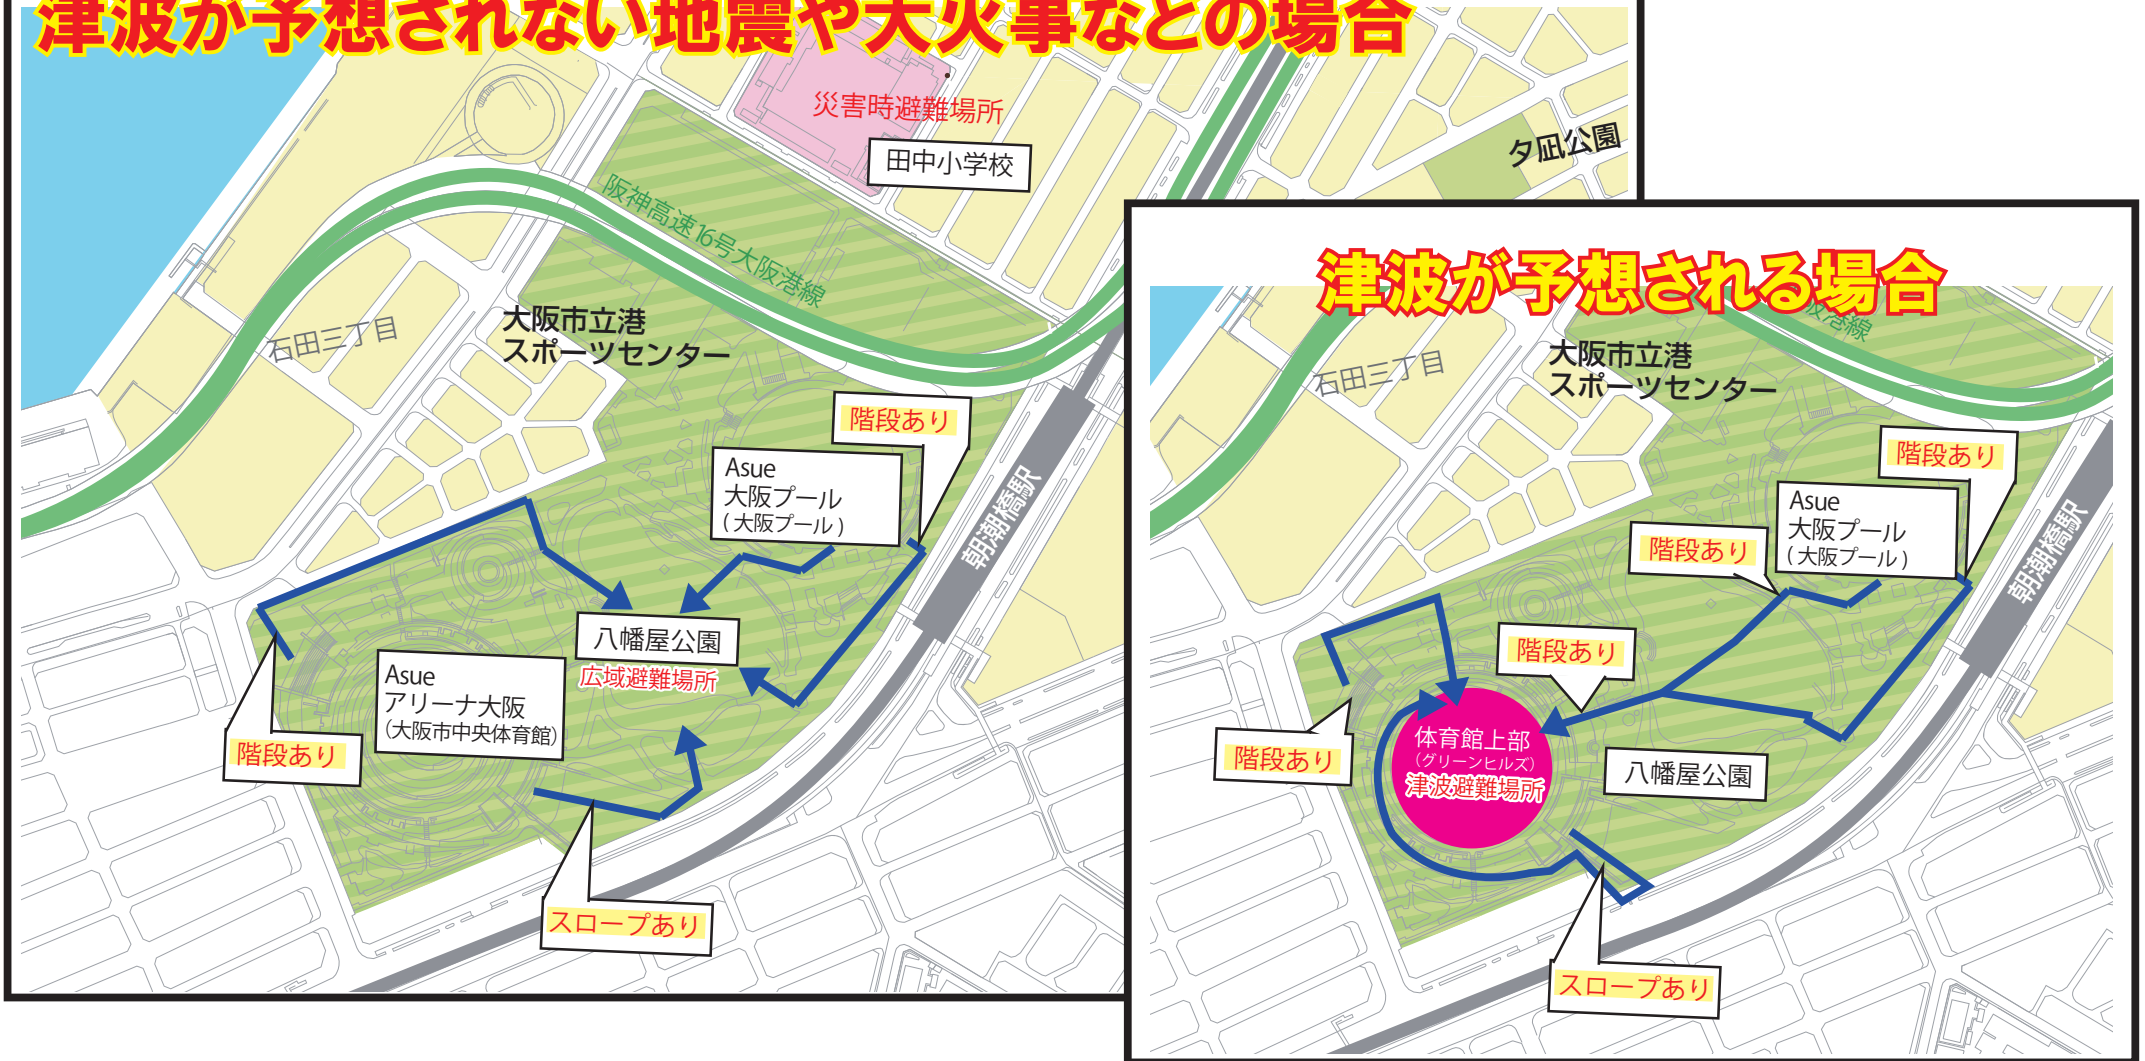 津波が予想されない地震や大火事などの場合
災害時避難場所
田中小学校
夕凪公園
阪神高速16号大阪港線
石田三丁目
大阪市立港
スポーツセンター
階段あり
Asue
大阪プール
(大阪プール)
朝潮橋駅
八幡屋公園
広域避難場所
Asue
アリーナ大阪
(大阪市中央体育館)
階段あり
スロープあり
津波が予想される場合
阪港線
石田三丁目
大阪市立港
スポーツセンター
階段あり
Asue
大阪プール
(大阪プール)
階段あり
朝潮橋駅
階段あり
階段あり
体育館上部
(グリーンヒルズ)
津波避難場所
八幡屋公園
スロープあり